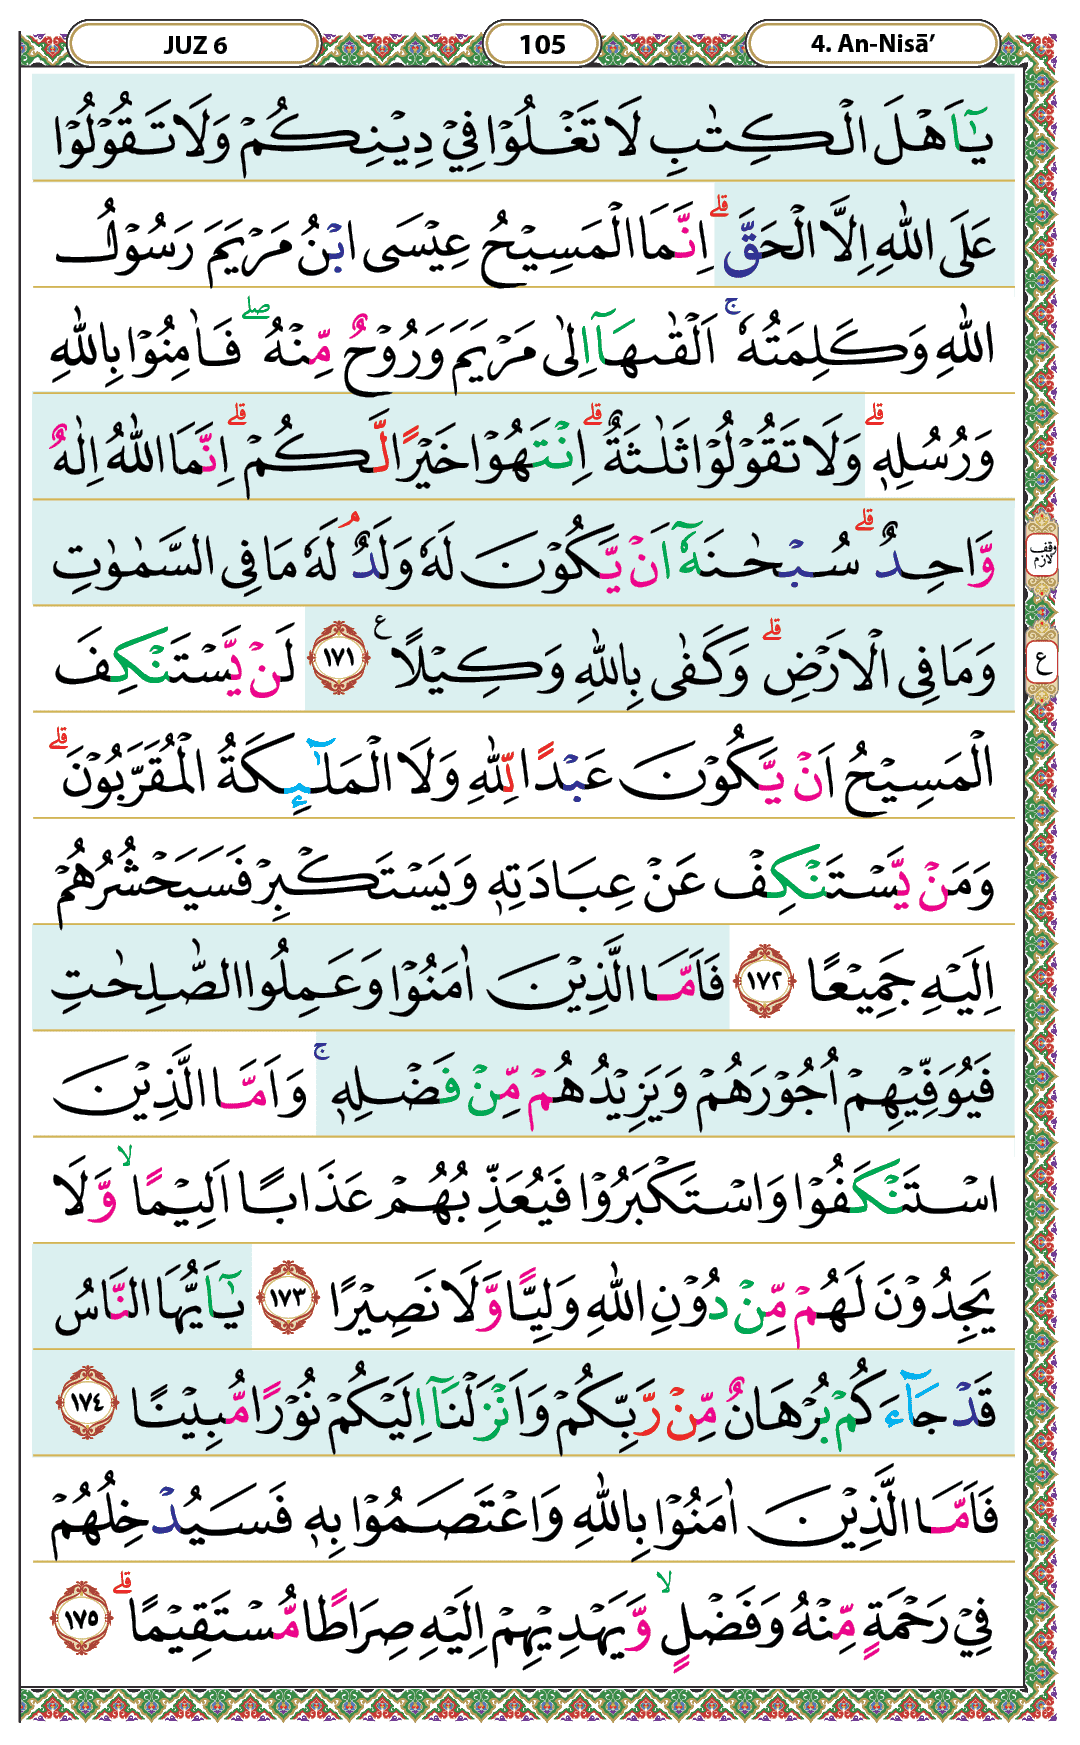 JUZ 6 105 4. An-Nisā’
يٰٓاَهْلَ الْكِتٰبِ لَا تَغْلُوْا فِيْ دِيْنِكُمْ وَلَا تَقُوْلُوْا
عَلَى اللّٰهِ اِلَّا الْحَقَّ ۗ اِنَّمَا الْمَسِيْحُ عِيْسَى ابْنُ مَرْيَمَ رَسُوْلُ
اللّٰهِ وَكَلِمَتُهٗ ۚ اَلْقٰىهَآ اِلٰى مَرْيَمَ وَرُوْحٌ مِّنْهُ ۖ فَاٰمِنُوْا بِاللّٰهِ
وَرُسُلِهٖ ۗ وَلَا تَقُوْلُوْا ثَلٰثَةٌ ۗ اِنْتَهُوْا خَيْرًا لَّكُمْ ۗ اِنَّمَا اللّٰهُ اِلٰهٌ
وَّاحِدٌ ۗ سُبْحٰنَهٗٓ اَنْ يَّكُوْنَ لَهٗ وَلَدٌ ۘ لَهٗ مَا فِى السَّمٰوٰتِ
وَمَا فِى الْاَرْضِ ۗ وَكَفٰى بِاللّٰهِ وَكِيْلًا ع ١٧١ لَنْ يَّسْتَنْكِفَ
الْمَسِيْحُ اَنْ يَّكُوْنَ عَبْدًا لِّلّٰهِ وَلَا الْمَلٰۤىِٕكَةُ الْمُقَرَّبُوْنَ ۗ
وَمَنْ يَّسْتَنْكِفْ عَنْ عِبَادَتِهٖ وَيَسْتَكْبِرْ فَسَيَحْشُرُهُمْ
اِلَيْهِ جَمِيْعًا ١٧٢ فَاَمَّا الَّذِيْنَ اٰمَنُوْا وَعَمِلُوا الصّٰلِحٰتِ
فَيُوَفِّيْهِمْ اُجُوْرَهُمْ وَيَزِيْدُهُمْ مِّنْ فَضْلِهٖ ۚ وَاَمَّا الَّذِيْنَ
اسْتَنْكَفُوْا وَاسْتَكْبَرُوْا فَيُعَذِّبُهُمْ عَذَابًا اَلِيْمًا ۙ وَّلَا
يَجِدُوْنَ لَهُمْ مِّنْ دُوْنِ اللّٰهِ وَلِيًّا وَّلَا نَصِيْرًا ١٧٣ يٰٓاَيُّهَا النَّاسُ
قَدْ جَاۤءَكُمْ بُرْهَانٌ مِّنْ رَّبِّكُمْ وَاَنْزَلْنَآ اِلَيْكُمْ نُوْرًا مُّبِيْنًا ١٧٤
فَاَمَّا الَّذِيْنَ اٰمَنُوْا بِاللّٰهِ وَاعْتَصَمُوْا بِهٖ فَسَيُدْخِلُهُمْ
فِيْ رَحْمَةٍ مِّنْهُ وَفَضْلٍ ۙ وَّيَهْدِيْهِمْ اِلَيْهِ صِرَاطًا مُّسْتَقِيْمًا ۗ ١٧٥
وقف لازم
ع